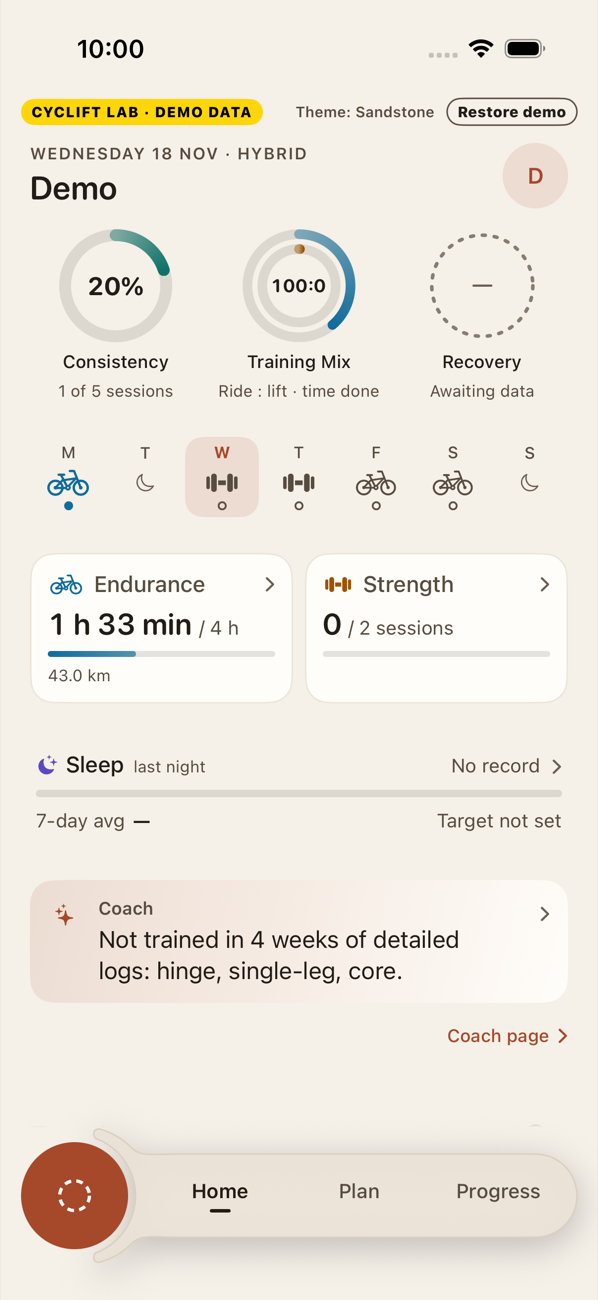 10:00
CYCLIFT LAB · DEMO DATA
Theme: Sandstone
Restore demo
WEDNESDAY 18 NOV · HYBRID
Demo
D
20%
100:0
—
Consistency
Training Mix
Recovery
1 of 5 sessions
Ride : lift · time done
Awaiting data
M T W T F S S
Endurance
1 h 33 min / 4 h
43.0 km
Strength
0 / 2 sessions
Sleep last night
No record
7-day avg —
Target not set
Coach
Not trained in 4 weeks of detailed
logs: hinge, single-leg, core.
Coach page
Home
Plan
Progress